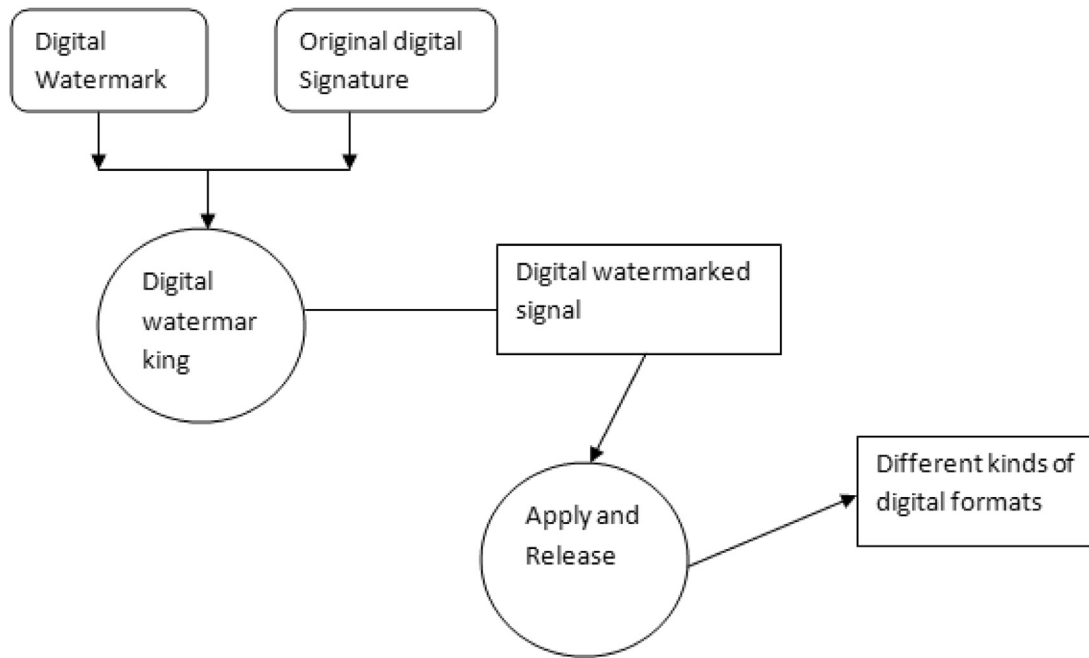 Digital
Watermark
Original digital
Signature
Digital
watermar
king
Digital watermarked
signal
Apply and
Release
Different kinds of
digital formats